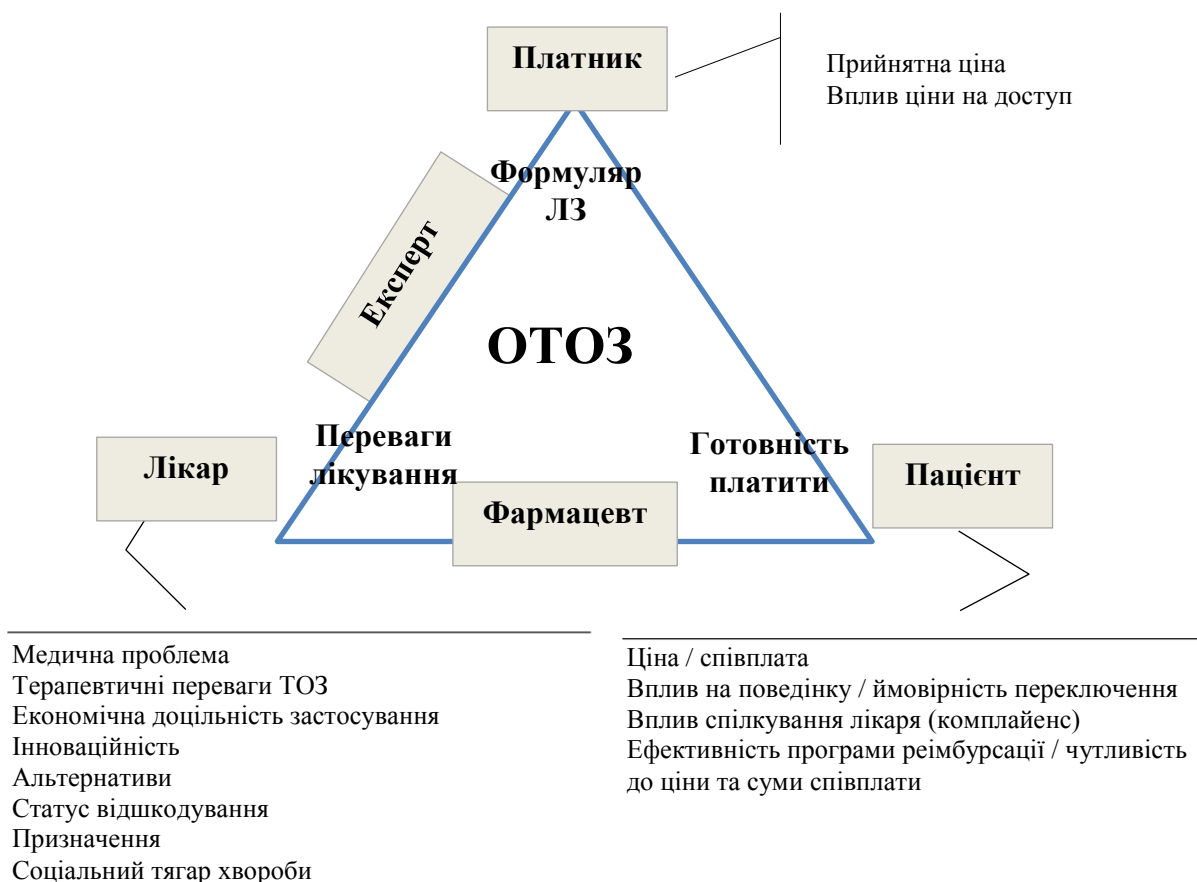 Платник
Прийнятна ціна
Вплив ціни на доступ
Формуляр
ЛЗ
Експерт
ОТОЗ
Переваги
лікування
Готовність
платити
Лікар
Фармацевт
Пацієнт
Медична проблема
Терапевтичні переваги ТОЗ
Економічна доцільність застосування
Інноваційність
Альтернативи
Статус відшкодування
Призначення
Соціальний тягар хвороби
Ціна / співплата
Вплив на поведінку / ймовірність переключення
Вплив спілкування лікаря (комплайенс)
Ефективність програми реімбурсації / чутливість
до ціни та суми співплати